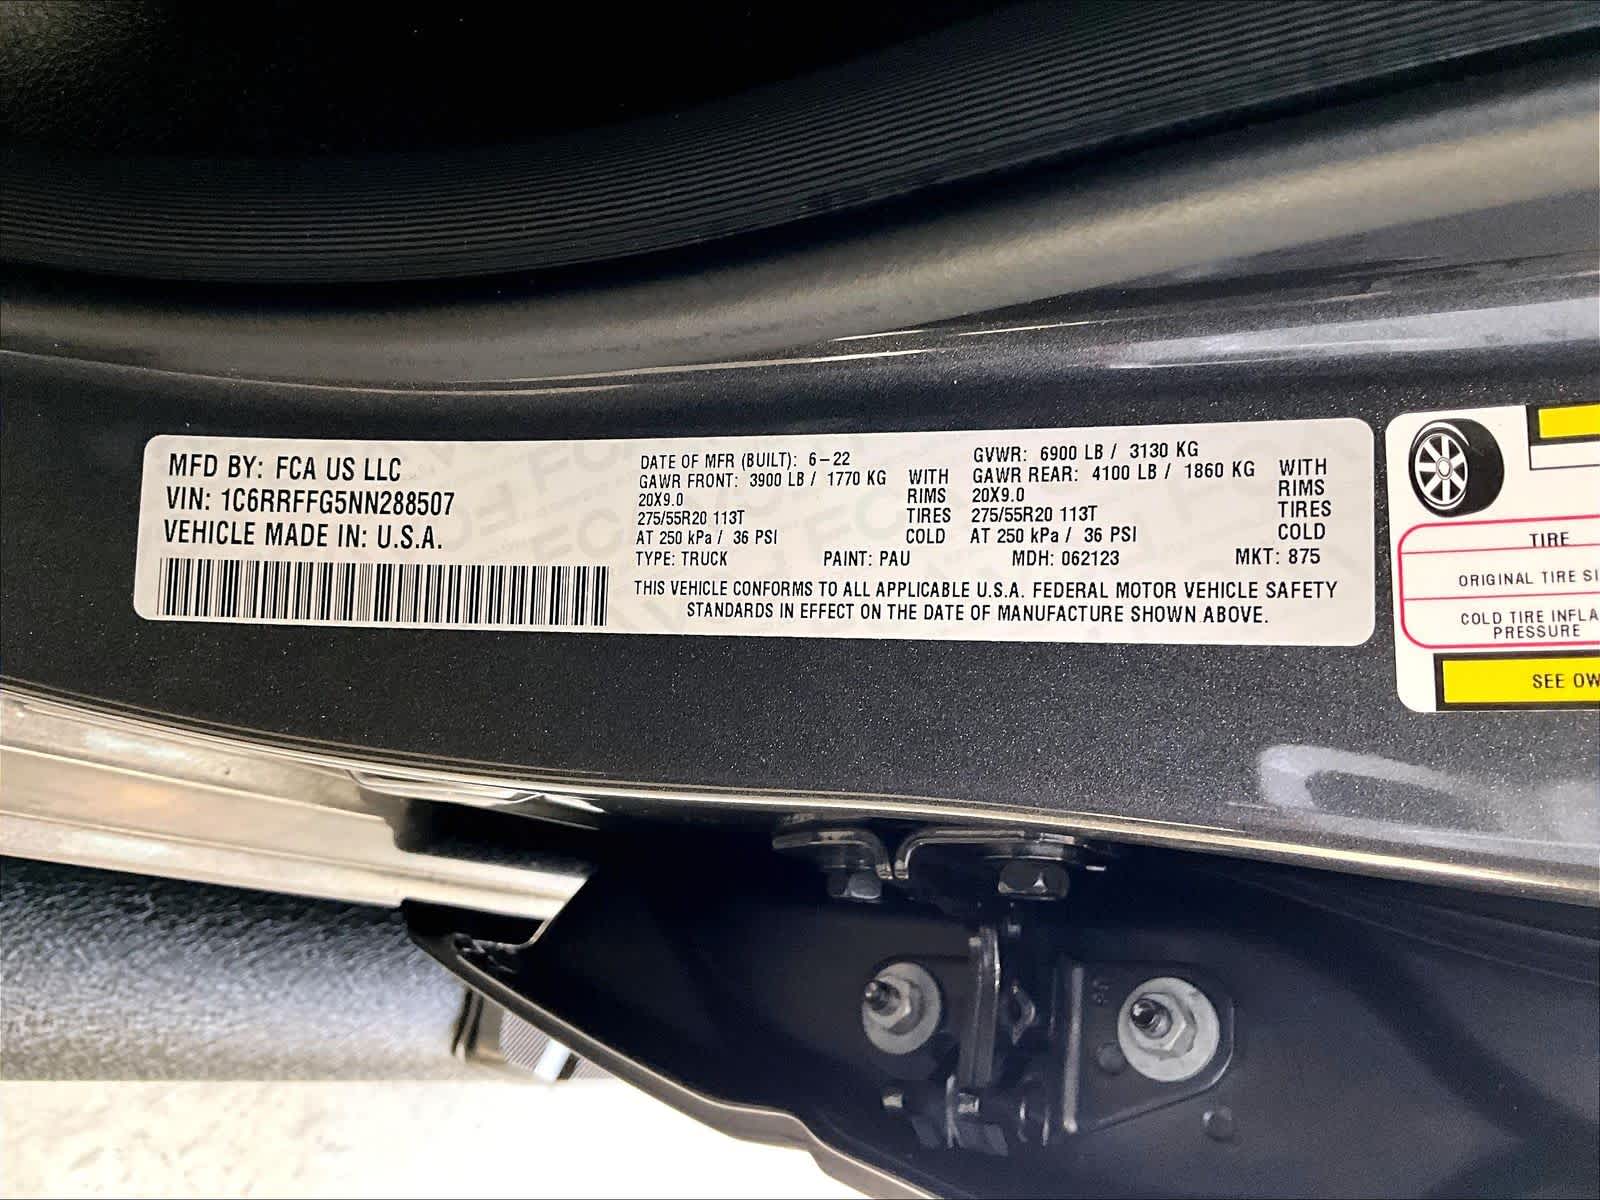 MFD BY: FCA US LLC
VIN: 1C6RRFFG5NN288507
VEHICLE MADE IN: U.S.A.
DATE OF MFR (BUILT): 6-22
GAWR FRONT: 3900 LB / 1770 KG WITH
20X9.0 RIMS
275/55R20 113T TIRES
AT 250 kPa / 36 PSI COLD
GVWR: 6900 LB / 3130 KG
GAWR REAR: 4100 LB / 1860 KG WITH
20X9.0 RIMS
275/55R20 113T TIRES
AT 250 kPa / 36 PSI COLD
TYPE: TRUCK PAINT: PAU MDH: 062123 MKT: 875
THIS VEHICLE CONFORMS TO ALL APPLICABLE U.S.A. FEDERAL MOTOR VEHICLE SAFETY
STANDARDS IN EFFECT ON THE DATE OF MANUFACTURE SHOWN ABOVE.
TIRE
ORIGINAL TIRE SI
COLD TIRE INFLA
PRESSURE
SEE OW